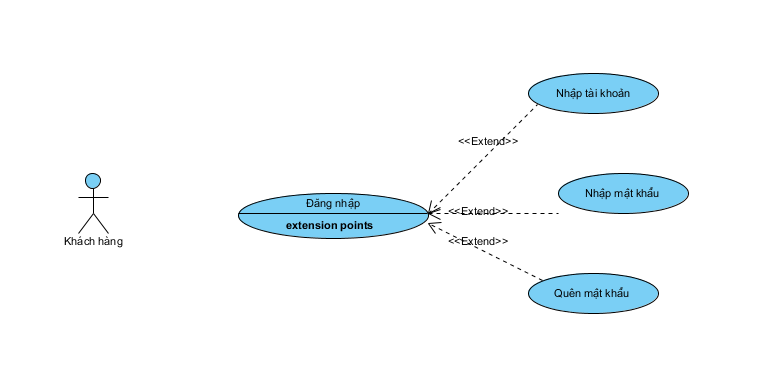 Nhập tài khoản
<<Extend>>
Nhập mật khẩu
Đăng nhập
<<Extend>>
extension points
Khách hàng
<<Extend>>
Quên mật khẩu